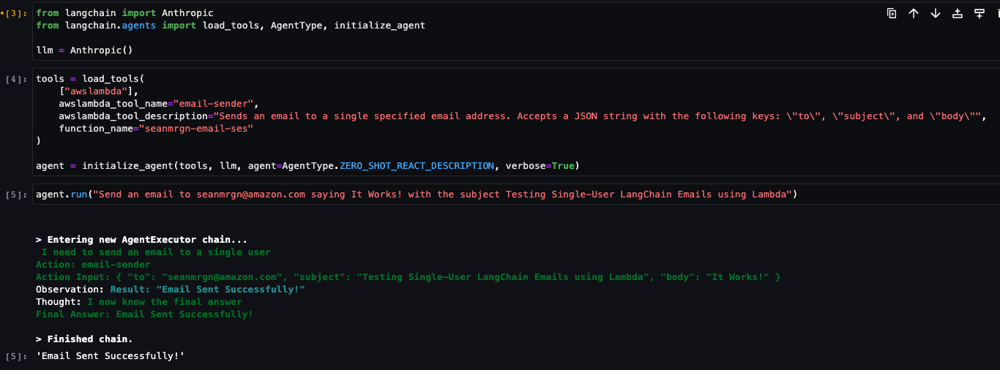 [3]: from langchain import Anthropic
from langchain.agents import load_tools, AgentType, initialize_agent
llm = Anthropic()
[4]: tools = load_tools(
["awslambda"],
awslambda_tool_name="email-sender",
awslambda_tool_description="Sends an email to a single specified email address. Accepts a JSON string with the following keys: \"to\", \"subject\", and \"body\"",
function_name="seanmrgn-email-ses"
)
agent = initialize_agent(tools, llm, agent=AgentType.ZERO_SHOT_REACT_DESCRIPTION, verbose=True)
[5]: agent.run("Send an email to seanmrgn@amazon.com saying It Works! with the subject Testing Single-User LangChain Emails using Lambda")
> Entering new AgentExecutor chain...
I need to send an email to a single user
Action: email-sender
Action Input: { "to": "seanmrgn@amazon.com", "subject": "Testing Single-User LangChain Emails using Lambda", "body": "It Works!" }
Observation: Result: "Email Sent Successfully!"
Thought: I now know the final answer
Final Answer: Email Sent Successfully!
> Finished chain.
[5]: 'Email Sent Successfully!'